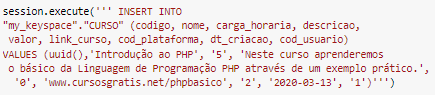 session.execute(''' INSERT INTO
"my_keyspace"."CURSO" (codigo, nome, carga_horaria, descricao,
valor, link_curso, cod_plataforma, dt_criacao, cod_usuario)
VALUES (uuid(),'Introdução ao PHP', '5', 'Neste curso aprenderemos
o básico da Linguagem de Programação PHP através de um exemplo prático.',
'0', 'www.cursosgratis.net/phpbasico', '2', '2020-03-13', '1')''')